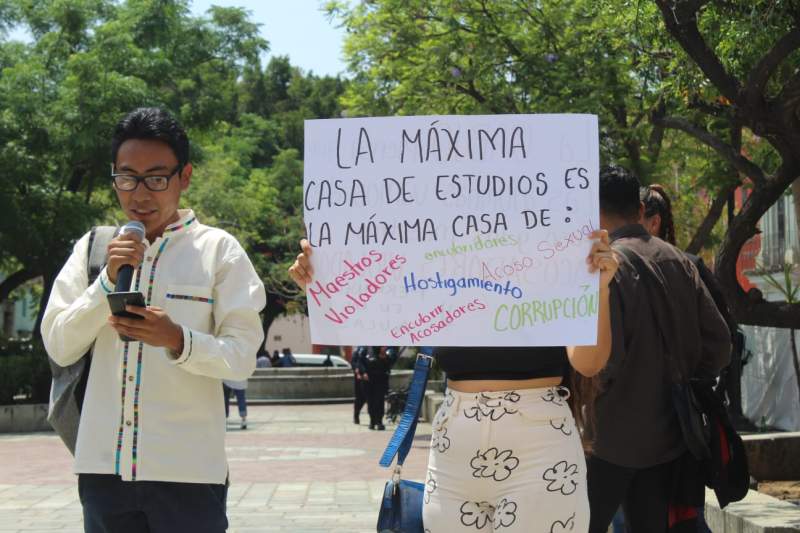 LA MÁXIMA
CASA DE ESTUDIOS ES
LA MÁXIMA CASA DE :
encubridores
Maestros
Violadores
Acoso Sexual
Hostigamiento
Encubrir
Acosadores
CORRUPCIÓN